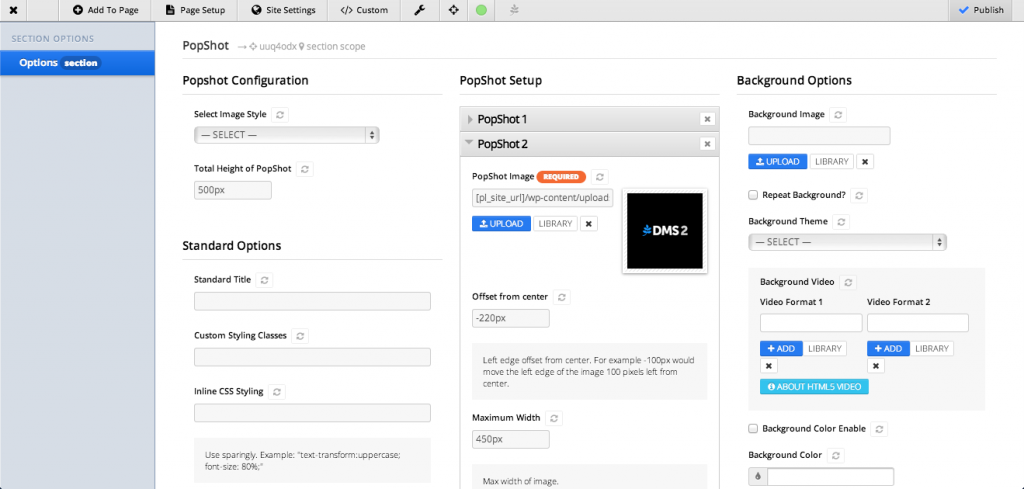 Add To Page
Page Setup
Site Settings
</> Custom
Publish
SECTION OPTIONS
Options section
PopShot → uuq4odx section scope
Popshot Configuration
Select Image Style
— SELECT —
Total Height of PopShot
500px
Standard Options
Standard Title
Custom Styling Classes
Inline CSS Styling
Use sparingly. Example: "text-transform:uppercase;
font-size: 80%;"
PopShot Setup
PopShot 1
PopShot 2
PopShot Image REQUIRED
[pl_site_url]/wp-content/upload
UPLOAD LIBRARY
DMS 2
Offset from center
-220px
Left edge offset from center. For example -100px would
move the left edge of the image 100 pixels left from
center.
Maximum Width
450px
Max width of image.
Background Options
Background Image
UPLOAD LIBRARY
Repeat Background?
Background Theme
— SELECT —
Background Video
Video Format 1 Video Format 2
+ ADD LIBRARY + ADD LIBRARY
ABOUT HTML5 VIDEO
Background Color Enable
Background Color